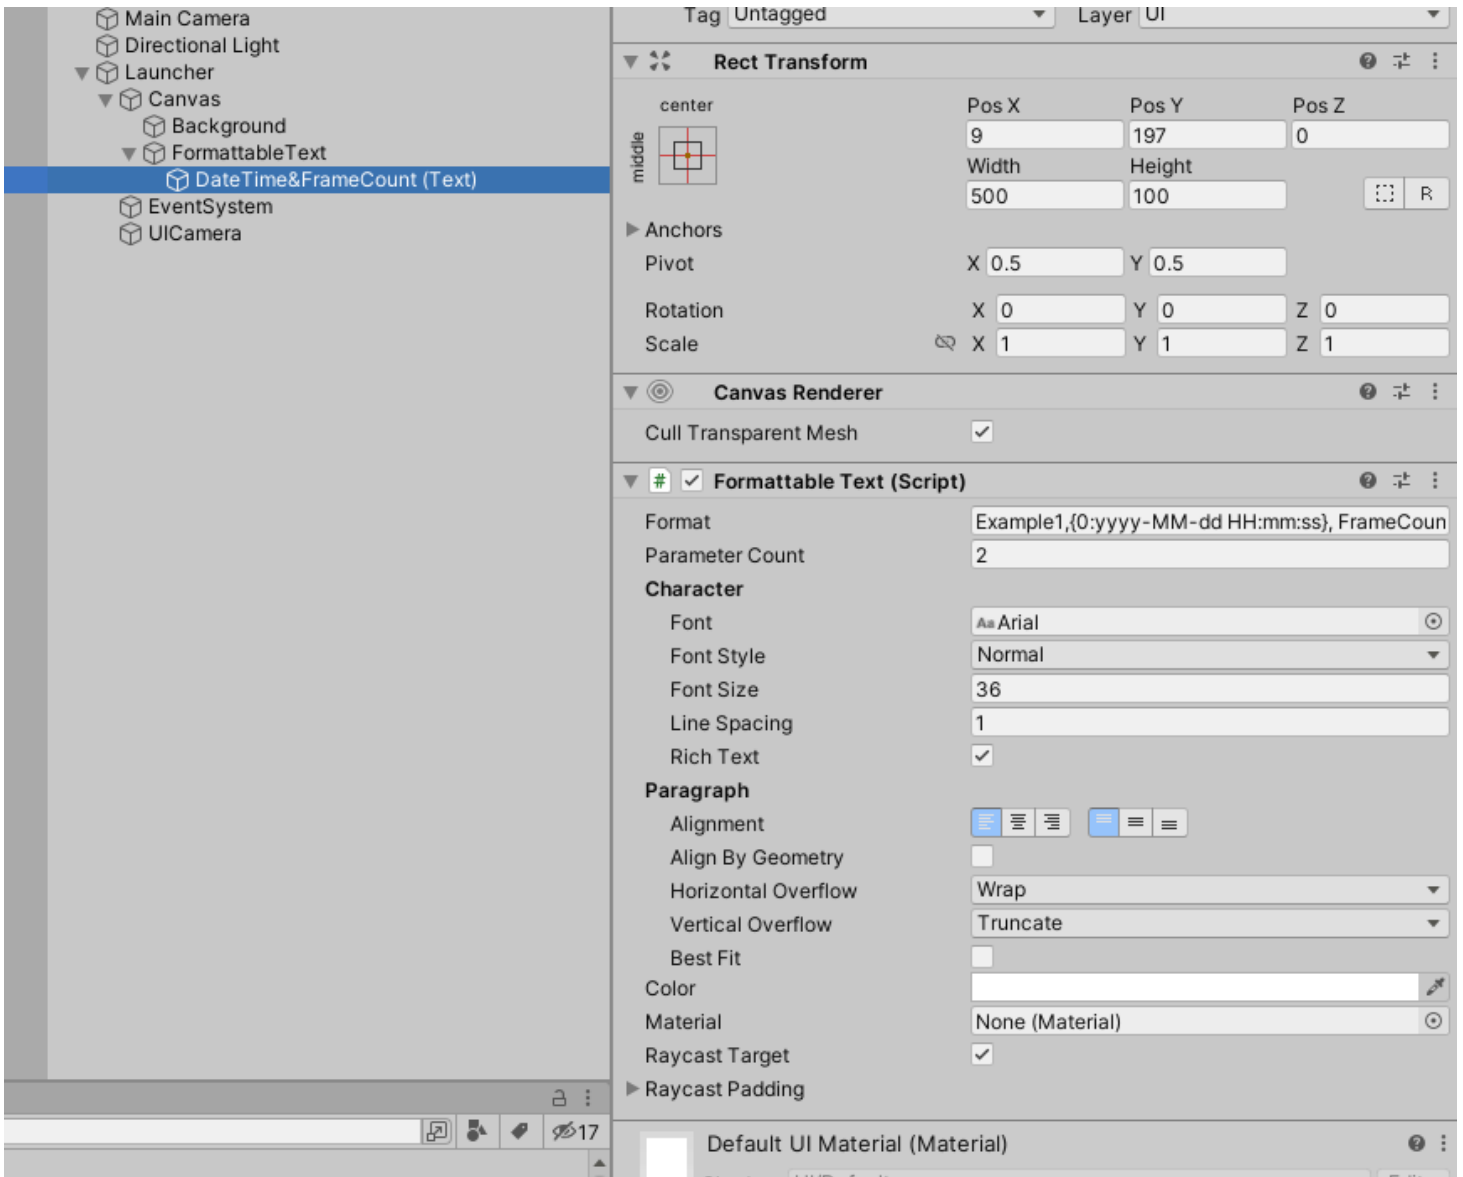 Main Camera
Directional Light
Launcher
Canvas
Background
FormattableText
DateTime&FrameCount (Text)
EventSystem
UICamera
17
Tag Untagged Layer UI
Rect Transform
center
middle
Pos X Pos Y Pos Z
9 197 0
Width Height
500 100 R
Anchors
Pivot X 0.5 Y 0.5
Rotation X 0 Y 0 Z 0
Scale X 1 Y 1 Z 1
Canvas Renderer
Cull Transparent Mesh
# Formattable Text (Script)
Format Example1,{0:yyyy-MM-dd HH:mm:ss}, FrameCoun
Parameter Count 2
Character
Font Aa Arial
Font Style Normal
Font Size 36
Line Spacing 1
Rich Text
Paragraph
Alignment
Align By Geometry
Horizontal Overflow Wrap
Vertical Overflow Truncate
Best Fit
Color
Material None (Material)
Raycast Target
Raycast Padding
Default UI Material (Material)